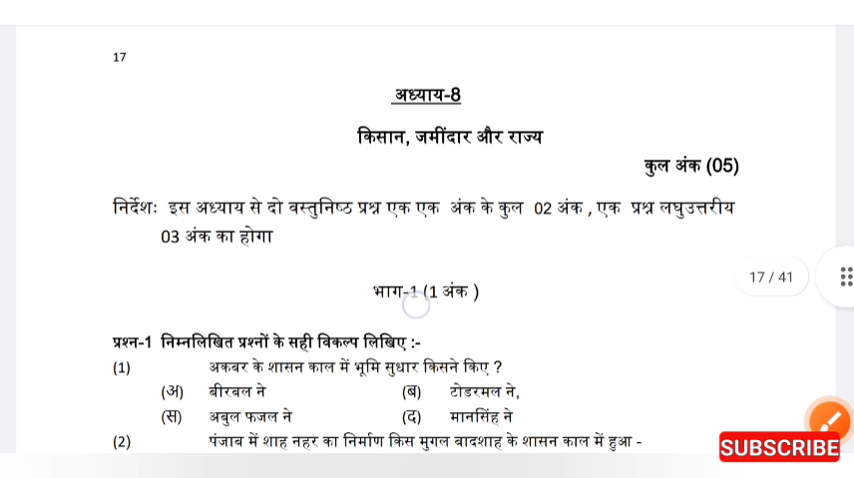 17
अध्याय-8
किसान, जमींदार और राज्य
कुल अंक (05)
निर्देशः इस अध्याय से दो वस्तुनिष्ठ प्रश्न एक एक अंक के कुल 02 अंक ,एक प्रश्न लघुउत्तरीय
03 अंक का होगा
17 / 41
भाग-1 (1 अंक )
प्रश्न-1 निम्नलिखित प्रश्नों के सही विकल्प लिखिए :-
(1) अकबर के शासन काल में भूमि सुधार किसने किए ?
(अ) बीरबल ने (ब) टोडरमल ने,
(स) अबुल फजल ने (द) मानसिंह ने
(2) पंजाब में शाह नहर का निर्माण किस मुगल बादशाह के शासन काल में हुआ -
SUBSCRIBE